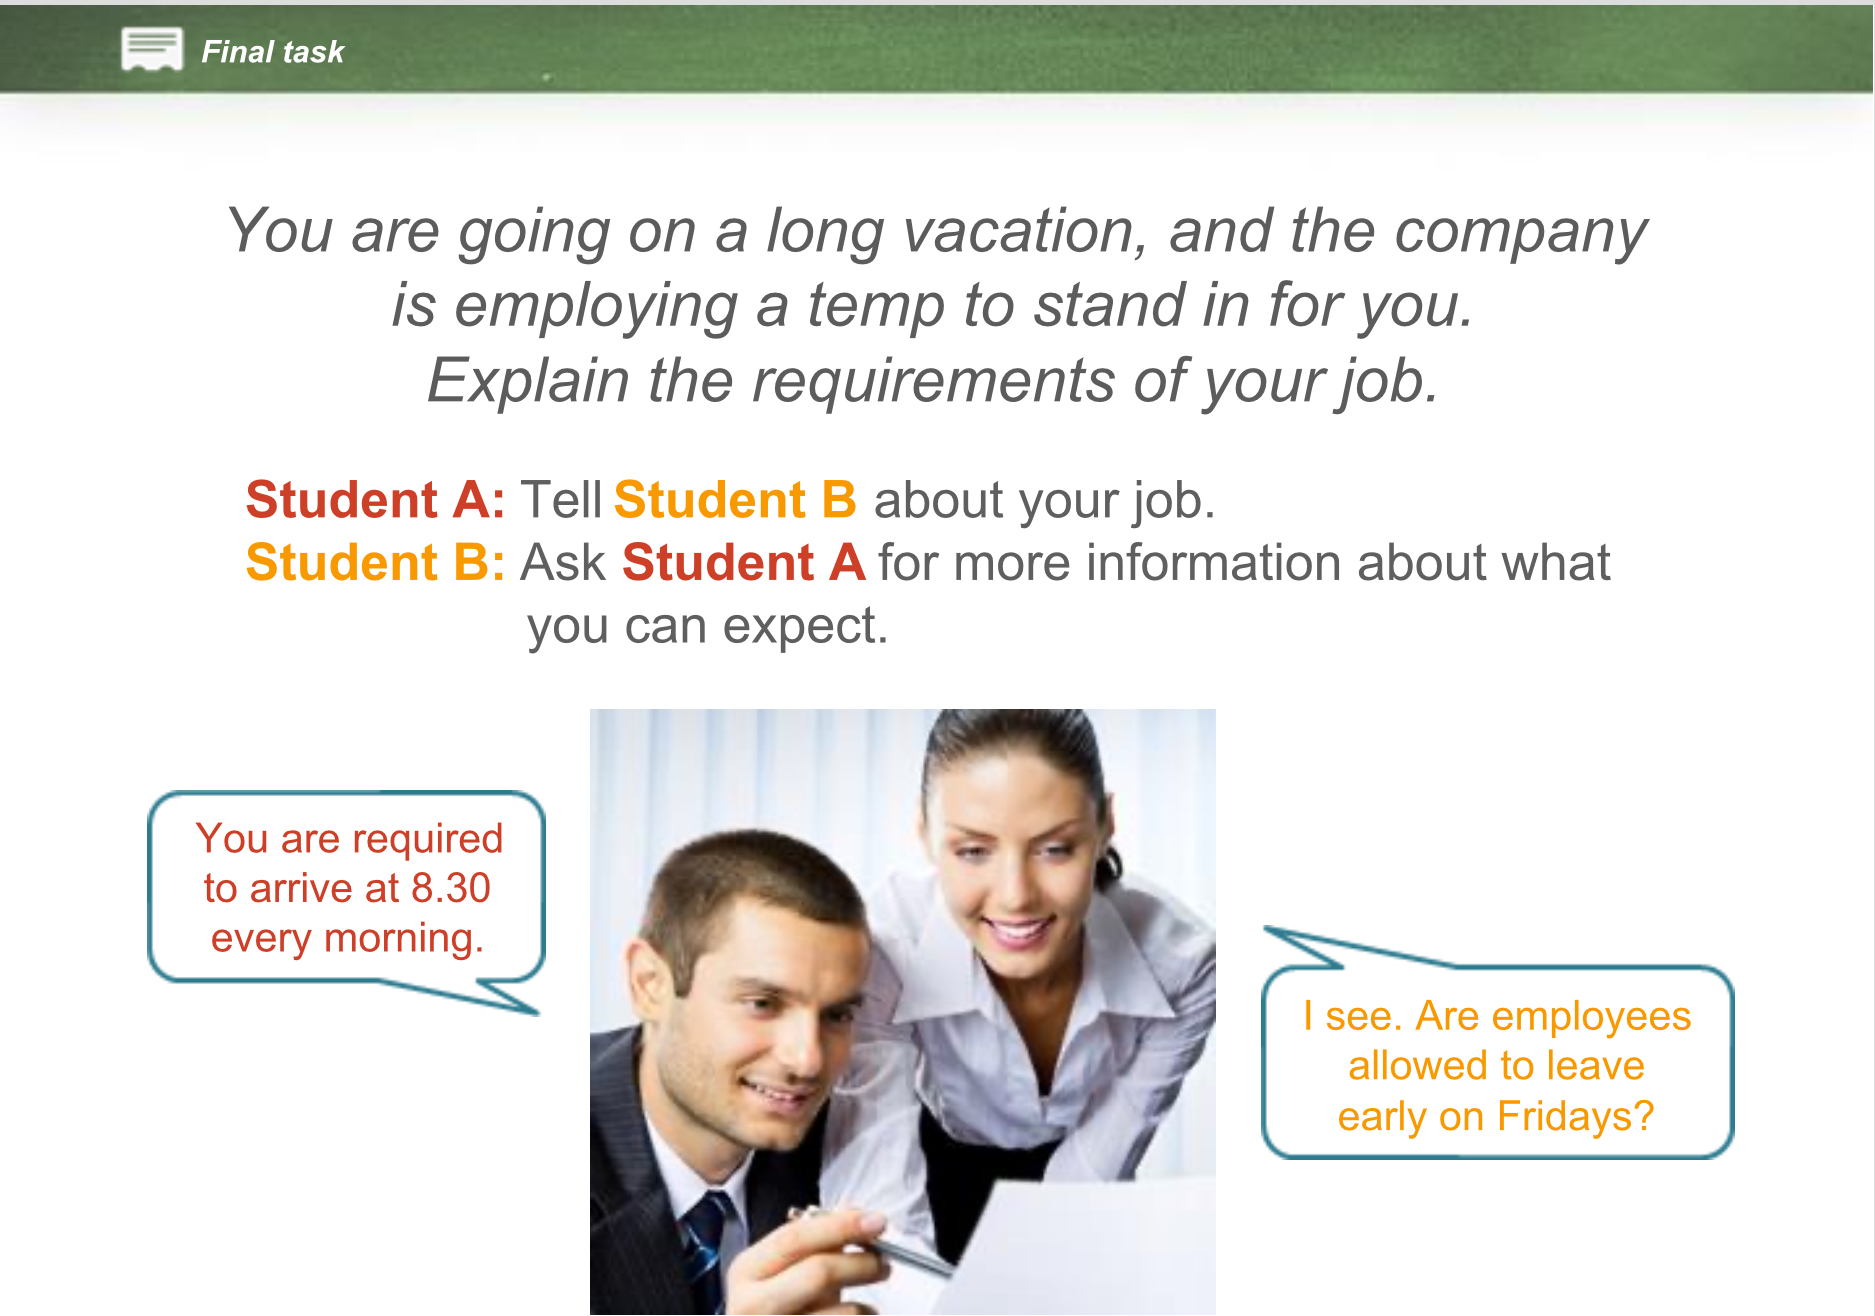 Final task
You are going on a long vacation, and the company
is employing a temp to stand in for you.
Explain the requirements of your job.
Student A: Tell Student B about your job.
Student B: Ask Student A for more information about what
you can expect.
You are required
to arrive at 8.30
every morning.
I see. Are employees
allowed to leave
early on Fridays?